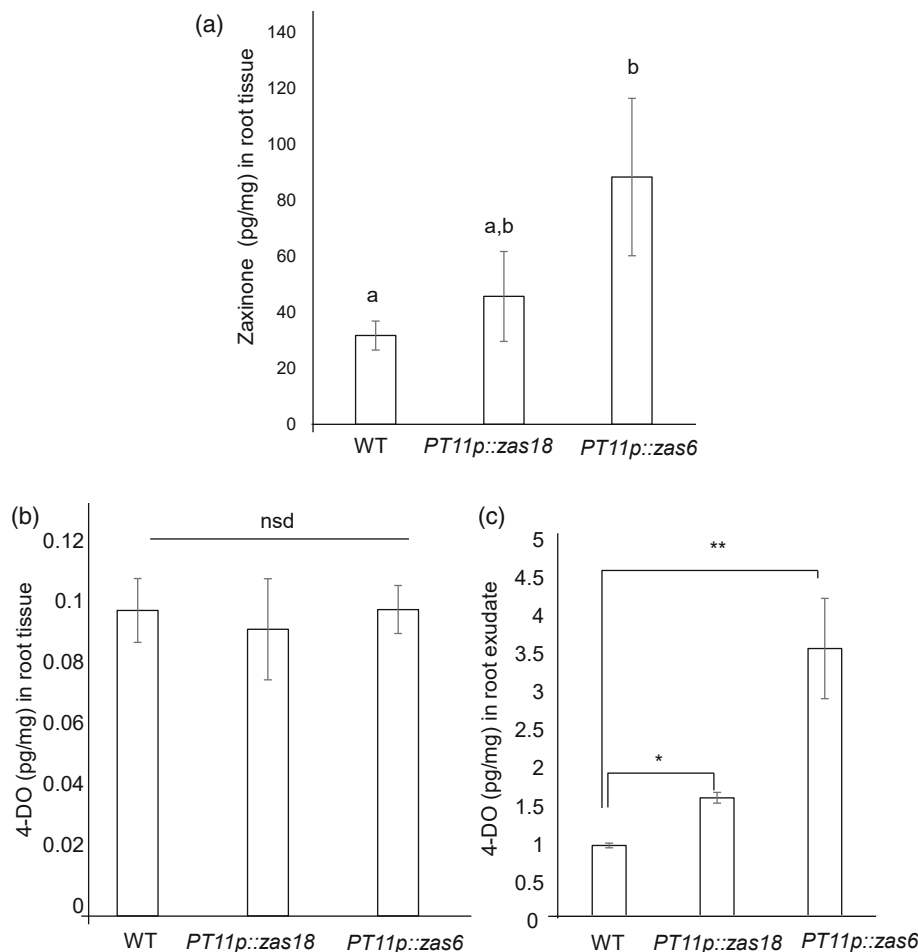 (a)
140
120
100
80
60
40
20
0
Zaxinone (pg/mg) in root tissue
a
a,b
b
WT
PT11p::zas18
PT11p::zas6
(b)
0.12
0.1
0.08
0.06
0.04
0.02
0
4-DO (pg/mg) in root tissue
nsd
WT
PT11p::zas18
PT11p::zas6
(c)
5
4.5
4
3.5
3
2.5
2
1.5
1
0.5
0
4-DO (pg/mg) in root exudate
**
*
WT
PT11p::zas18
PT11p::zas6